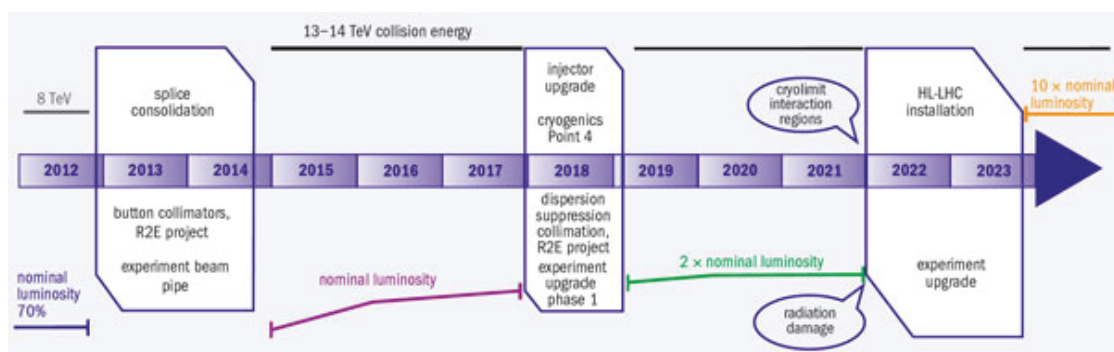 13–14 TeV collision energy
8 TeV
splice
consolidation
injector
upgrade
cryogenics
Point 4
cryolimit
interaction
regions
HL-LHC
installation
10 × nominal
luminosity
2012
2013
2014
2015
2016
2017
2018
2019
2020
2021
2022
2023
button collimators,
R2E project
experiment beam
pipe
dispersion
suppression
collimation,
R2E project
experiment
upgrade
phase 1
nominal
luminosity
70%
nominal luminosity
2 × nominal luminosity
radiation
damage
experiment
upgrade